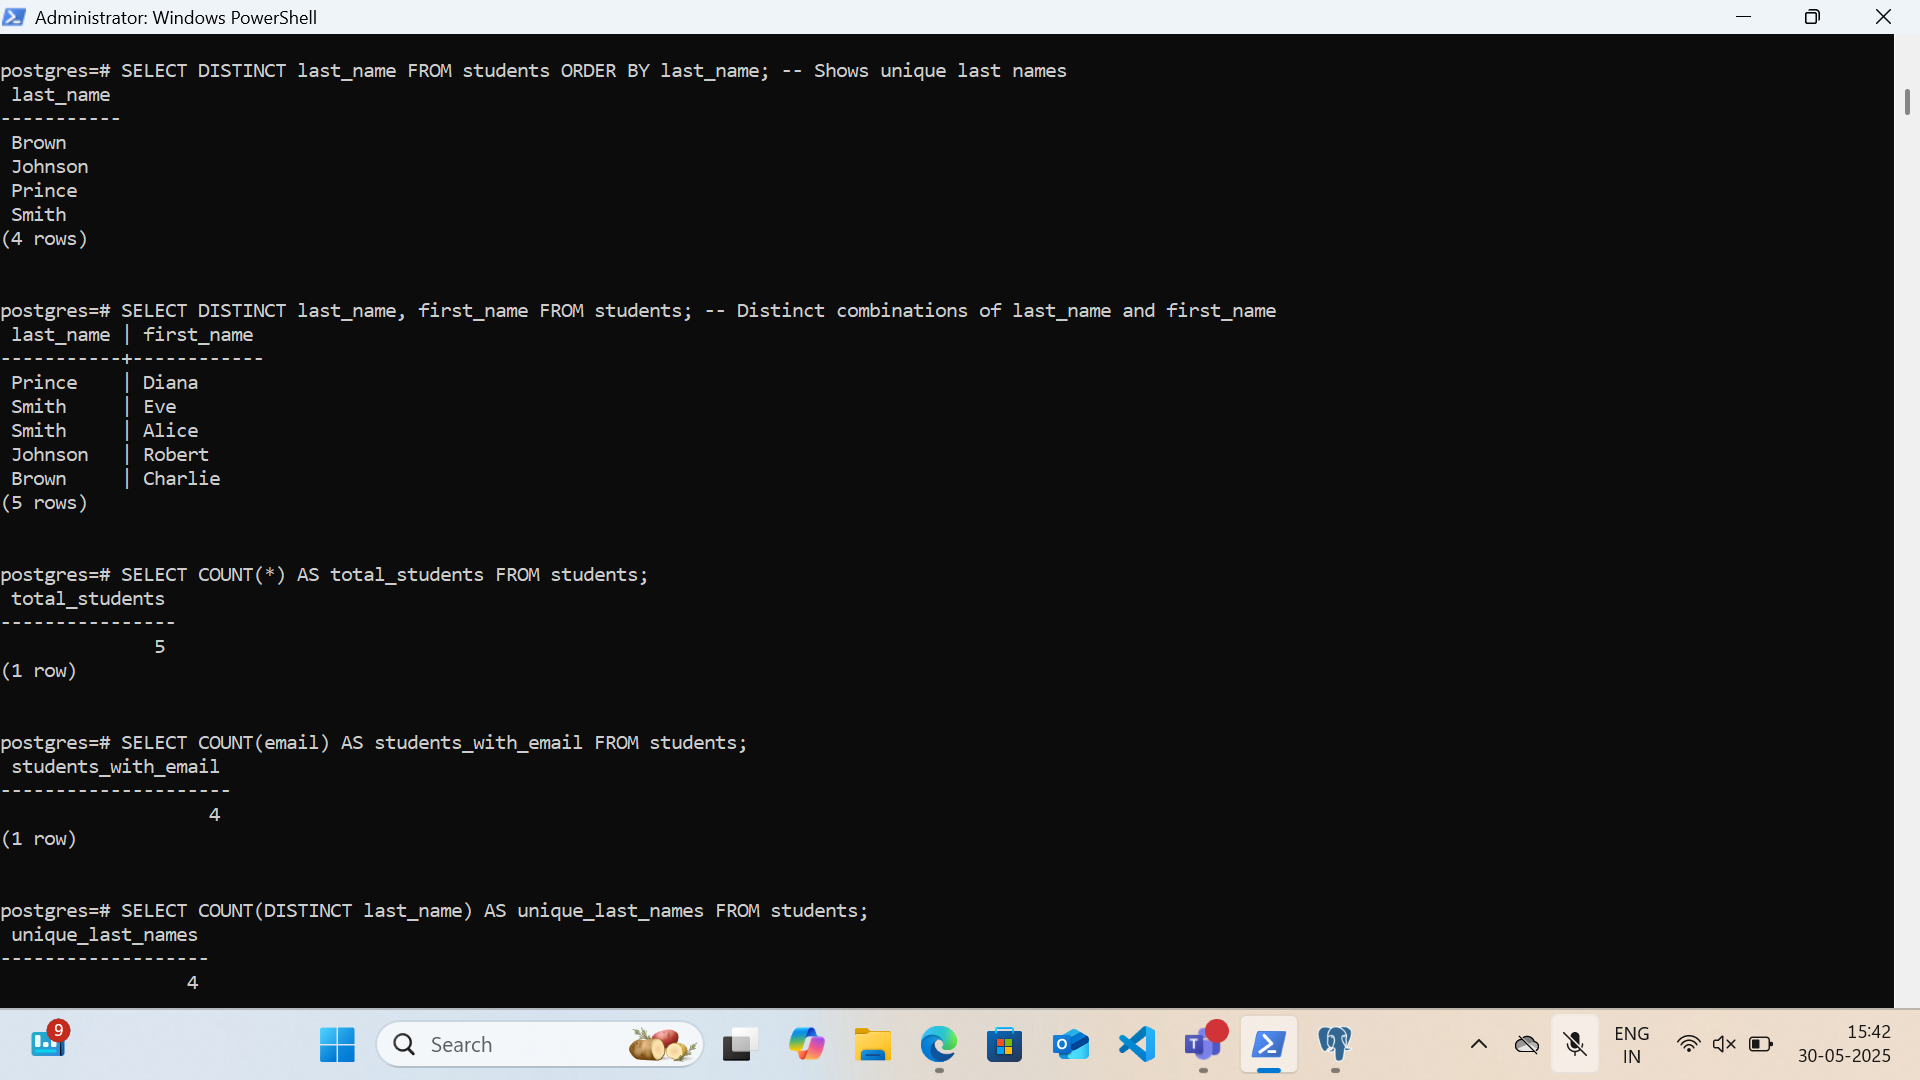 Administrator: Windows PowerShell
postgres=# SELECT DISTINCT last_name FROM students ORDER BY last_name; -- Shows unique last names
last_name
-----------
Brown
Johnson
Prince
Smith
(4 rows)
postgres=# SELECT DISTINCT last_name, first_name FROM students; -- Distinct combinations of last_name and first_name
last_name | first_name
-----------+------------
Prince | Diana
Smith | Eve
Smith | Alice
Johnson | Robert
Brown | Charlie
(5 rows)
postgres=# SELECT COUNT(*) AS total_students FROM students;
total_students
----------------
5
(1 row)
postgres=# SELECT COUNT(email) AS students_with_email FROM students;
students_with_email
---------------------
4
(1 row)
postgres=# SELECT COUNT(DISTINCT last_name) AS unique_last_names FROM students;
unique_last_names
-------------------
4
9
Search
ENG
IN
15:42
30-05-2025